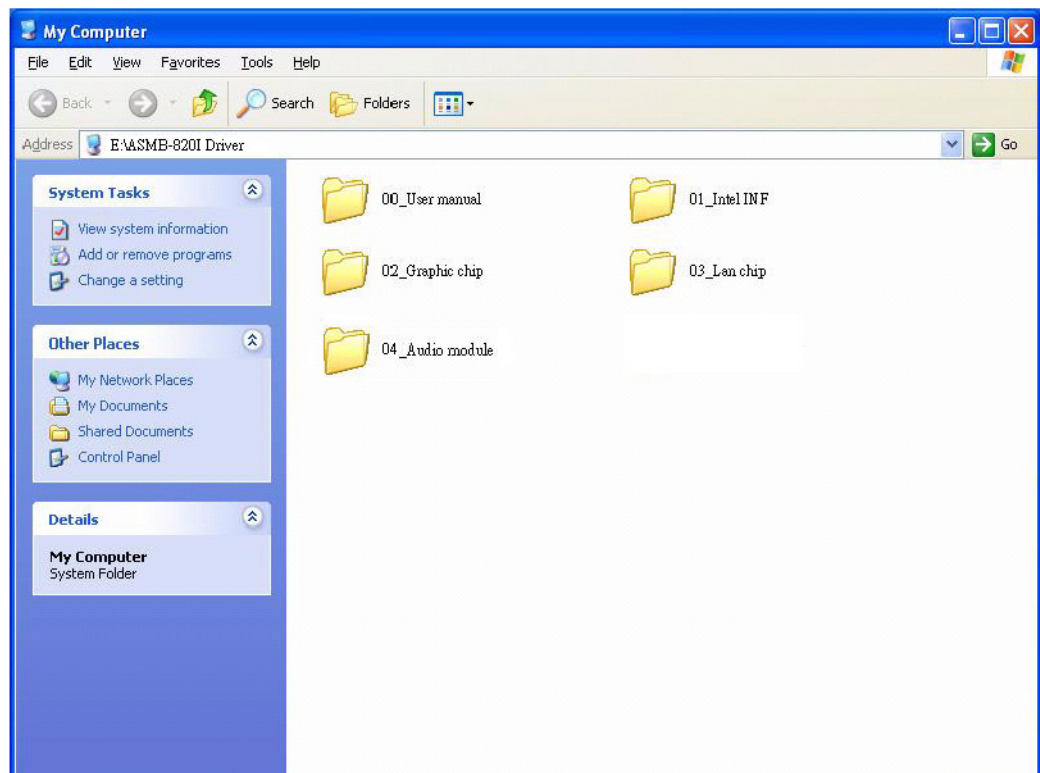 My Computer
File Edit View Favorites Tools Help
Back Search Folders
Address E:\ASMB-820I Driver Go
System Tasks
View system information
Add or remove programs
Change a setting
Other Places
My Network Places
My Documents
Shared Documents
Control Panel
Details
My Computer
System Folder
00_User manual 01_Intel INF
02_Graphic chip 03_Lan chip
04_Audio module